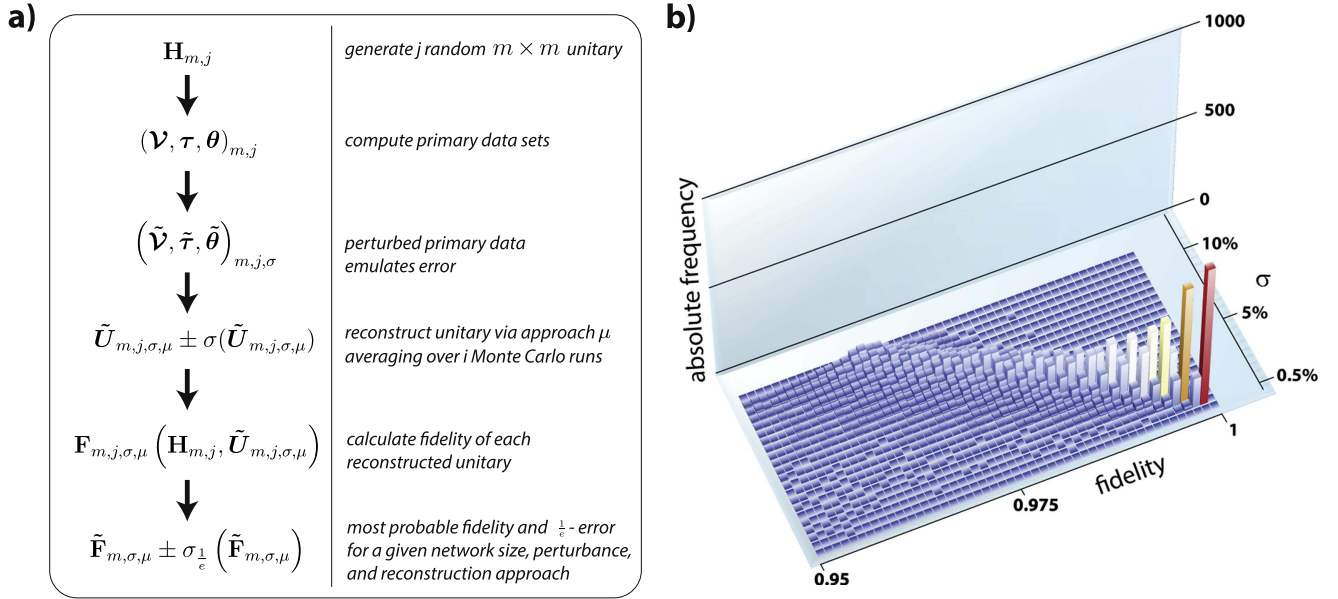 a)
H_{m,j}
generate j random m × m unitary
(𝓥, τ, θ)_{m,j}
compute primary data sets
(𝓥̃, τ̃, θ̃)_{m,j,σ}
perturbed primary data
emulates error
Ũ_{m,j,σ,μ} ± σ(Ũ_{m,j,σ,μ})
reconstruct unitary via approach μ
averaging over i Monte Carlo runs
F_{m,j,σ,μ} (H_{m,j}, Ũ_{m,j,σ,μ})
calculate fidelity of each
reconstructed unitary
F̃_{m,σ,μ} ± σ_{1/e} (F̃_{m,σ,μ})
most probable fidelity and 1/e - error
for a given network size, perturbance,
and reconstruction approach
b)
1000
500
0
absolute frequency
10%
5%
0.5%
σ
1
0.975
0.95
fidelity